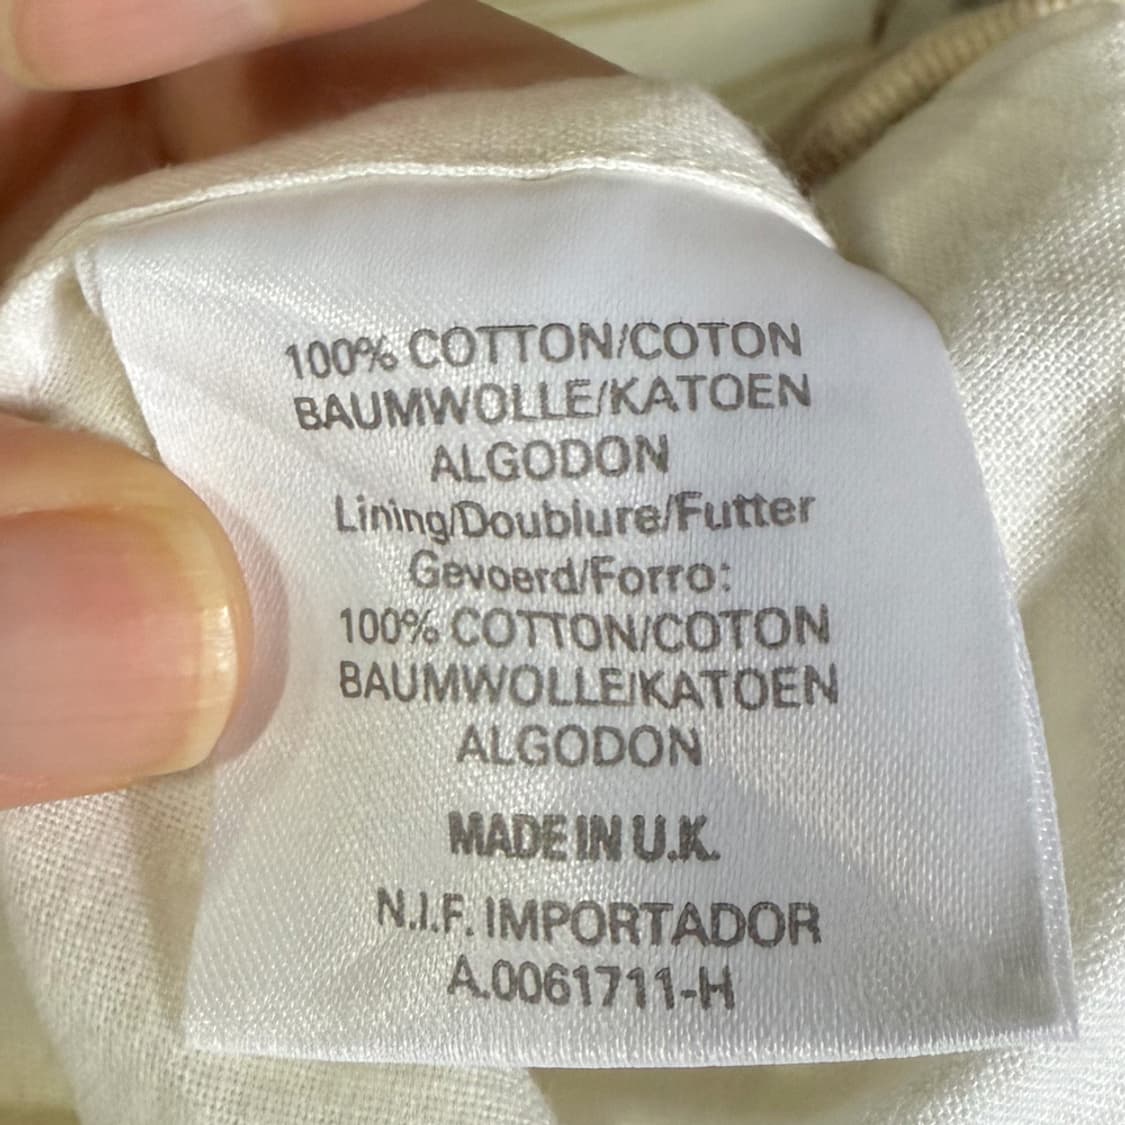 100% COTTON/COTON
BAUMWOLLE/KATOEN
ALGODON
Lining/Doublure/Futter
Gevoerd/Forro:
100% COTTON/COTON
BAUMWOLLE/KATOEN
ALGODON
MADE IN U.K.
N.I.F. IMPORTADOR
A.0061711-H